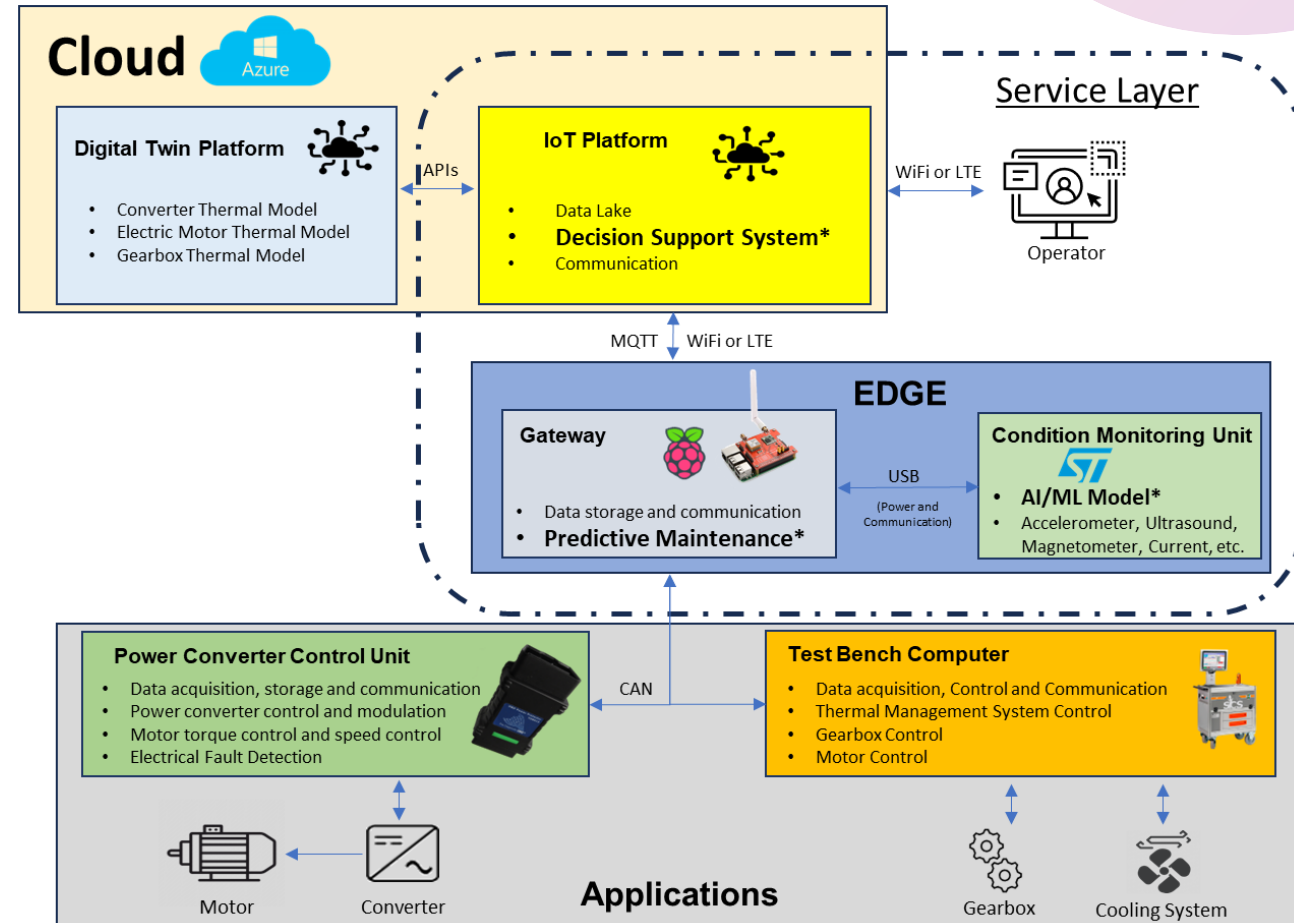 Cloud
Azure
Service Layer
Digital Twin Platform
• Converter Thermal Model
• Electric Motor Thermal Model
• Gearbox Thermal Model
APIs
IoT Platform
• Data Lake
• Decision Support System*
• Communication
WiFi or LTE
Operator
MQTT
WiFi or LTE
EDGE
Gateway
• Data storage and communication
• Predictive Maintenance*
USB
(Power and
Communication)
Condition Monitoring Unit
ST
• AI/ML Model*
• Accelerometer, Ultrasound,
Magnetometer, Current, etc.
Power Converter Control Unit
• Data acquisition, storage and communication
• Power converter control and modulation
• Motor torque control and speed control
• Electrical Fault Detection
CAN
Test Bench Computer
• Data acquisition, Control and Communication
• Thermal Management System Control
• Gearbox Control
• Motor Control
Motor
Converter
Applications
Gearbox
Cooling System